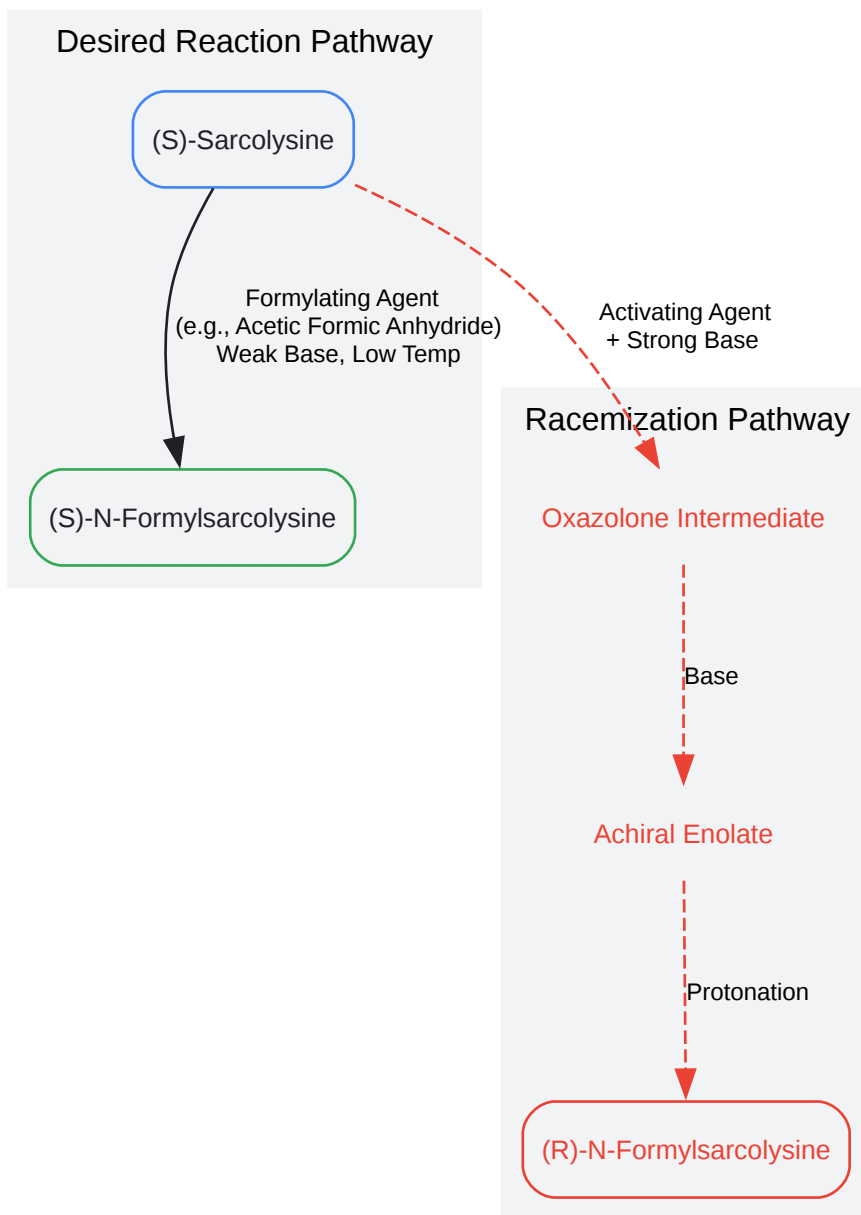 Desired Reaction Pathway
(S)-Sarcolysine
Formylating Agent
(e.g., Acetic Formic Anhydride)
Weak Base, Low Temp
(S)-N-Formylsarcolysine
Activating Agent
+ Strong Base
Racemization Pathway
Oxazolone Intermediate
Base
Achiral Enolate
Protonation
(R)-N-Formylsarcolysine